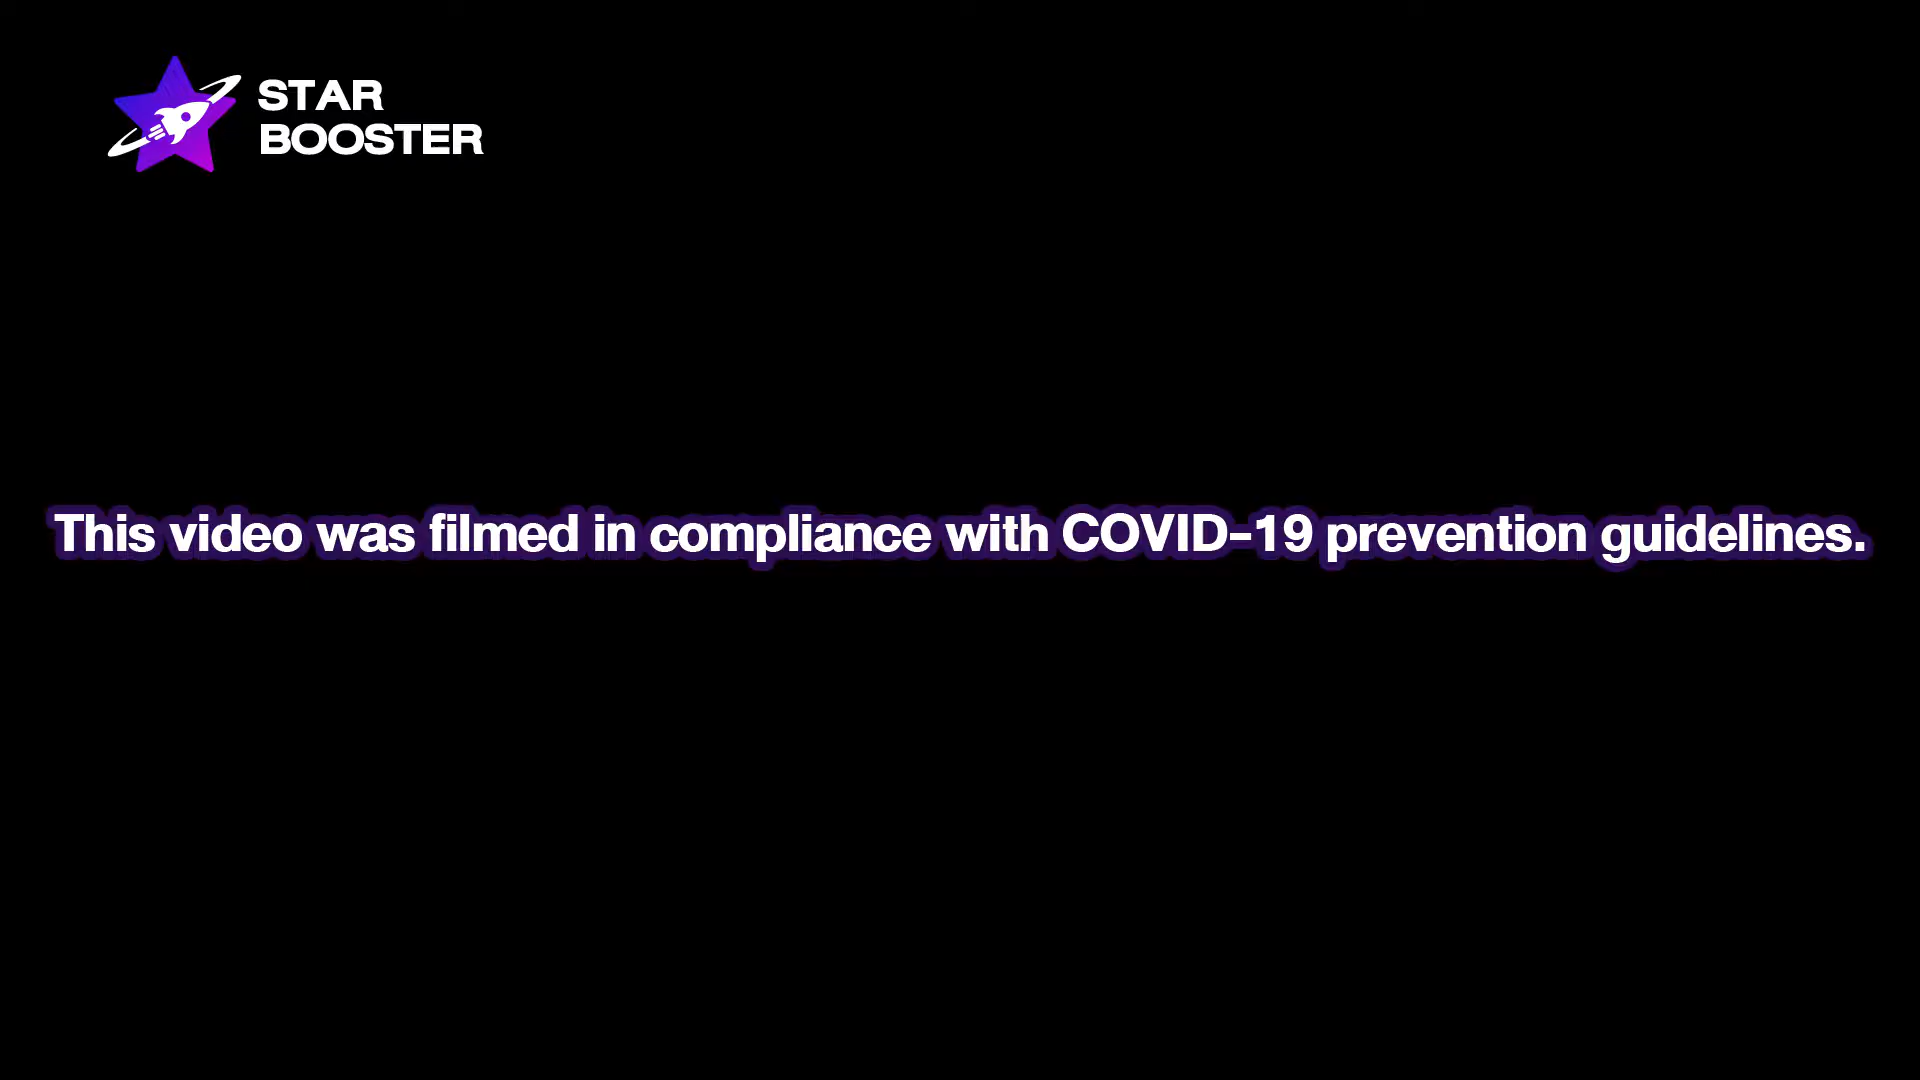 STAR
BOOSTER
This video was filmed in compliance with COVID-19 prevention guidelines.